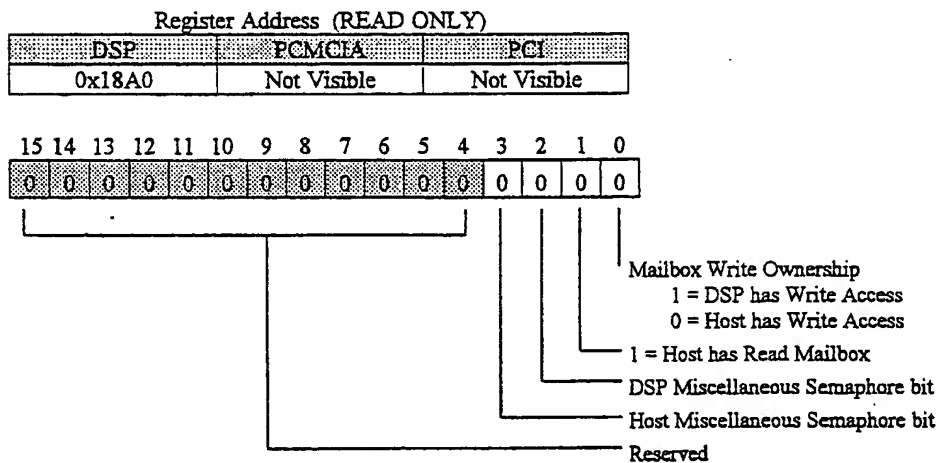 Register Address (READ ONLY)
DSP PCMCIA PCI
0x18A0 Not Visible Not Visible
15 14 13 12 11 10 9 8 7 6 5 4 3 2 1 0
0 0 0 0 0 0 0 0 0 0 0 0 0 0 0 0
Mailbox Write Ownership
1 = DSP has Write Access
0 = Host has Write Access
1 = Host has Read Mailbox
DSP Miscellaneous Semaphore bit
Host Miscellaneous Semaphore bit
Reserved